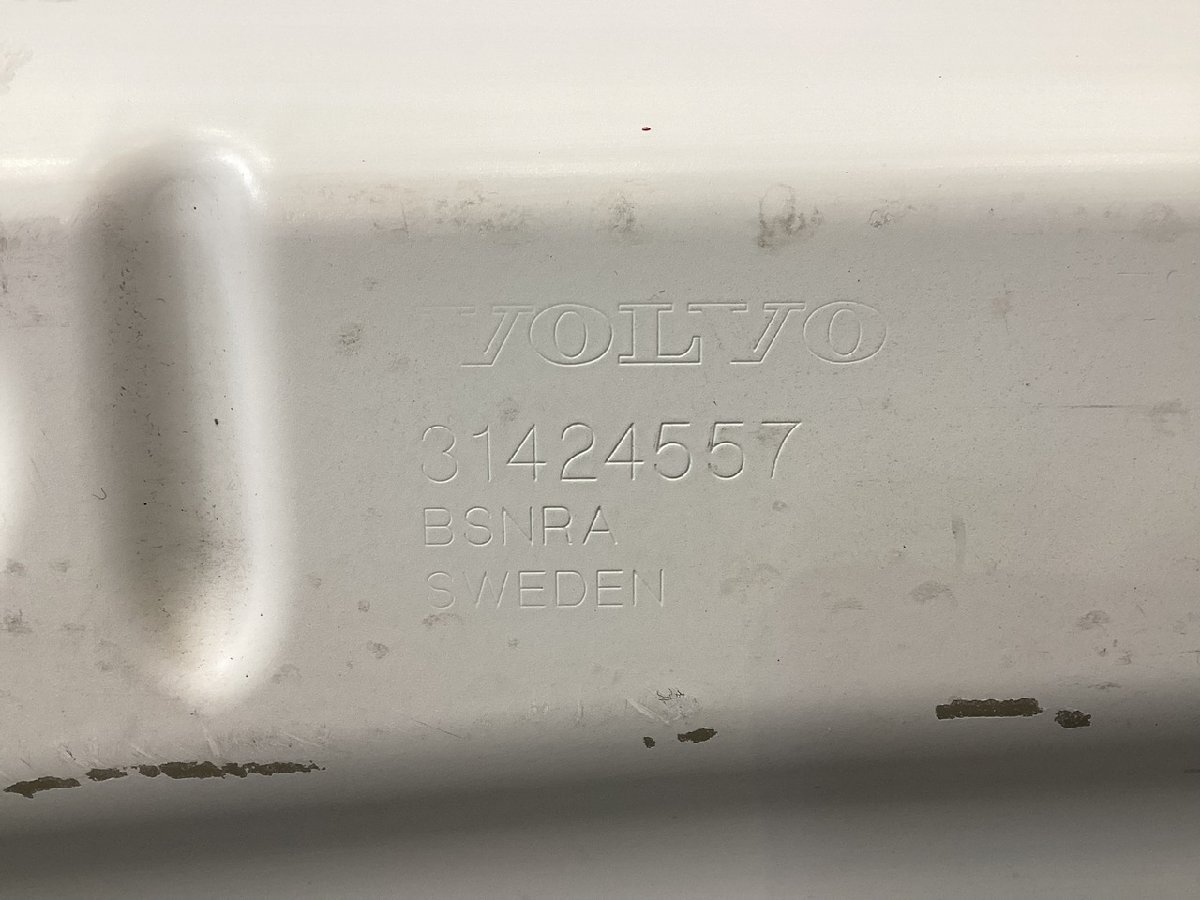 VOLVO
31424557
BSNRA
SWEDEN